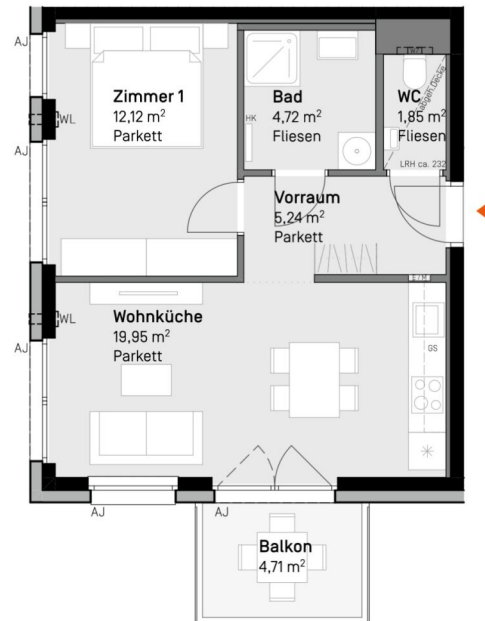 AJ
Zimmer 1
12,12 m²
Parkett
WL
AJ
HK
Bad
4,72 m²
Fliesen
WC
1,85 m²
Fliesen
abgeh. Decke
LRH ca. 232
Vorraum
5,24 m²
Parkett
E/M
WL
AJ
Wohnküche
19,95 m²
Parkett
GS
AJ
AJ
Balkon
4,71 m²